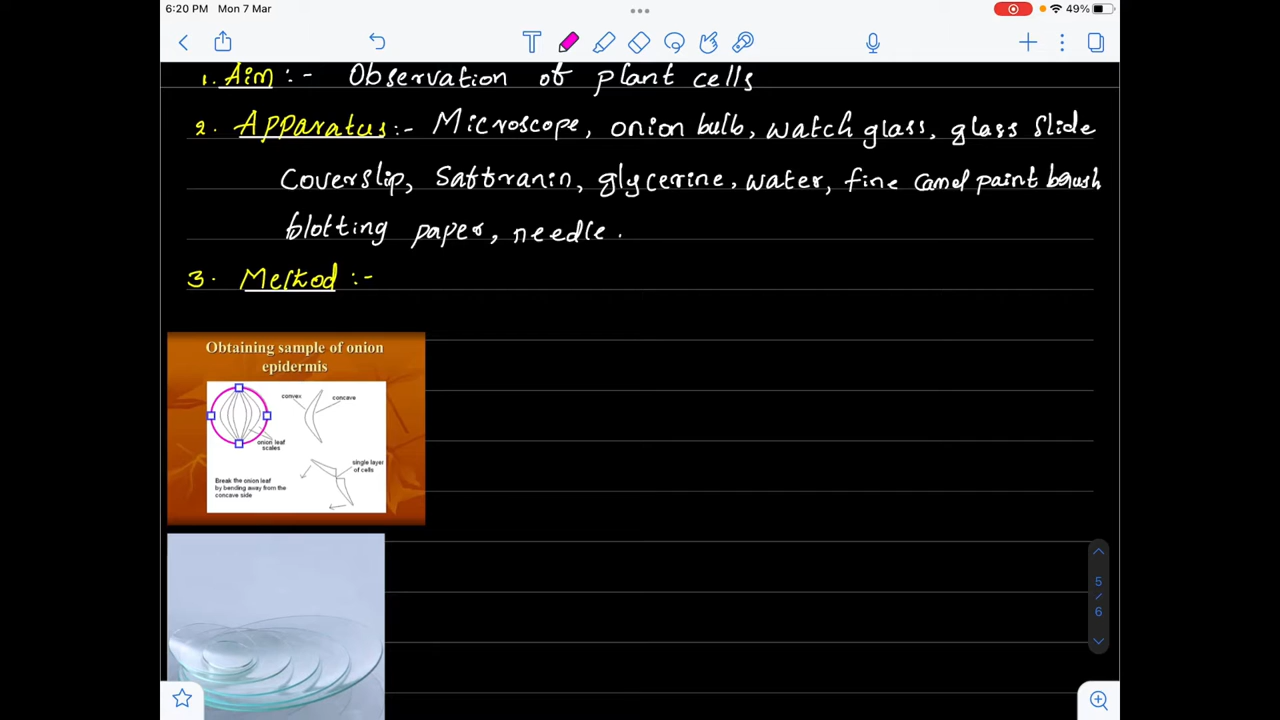 6:20 PM Mon 7 Mar
49%
1. Aim :- Observation of plant cells
2. Apparatus :- Microscope, onion bulb, watch glass, glass slide
Coverslip, Saffranin, glycerine, water, fine camel paint brush
blotting paper, needle.
3. Method :-
Obtaining sample of onion
epidermis
convex
concave
onion leaf
scales
single layer
of cells
Break the onion leaf
by bending away from the
concave side
5
/
6